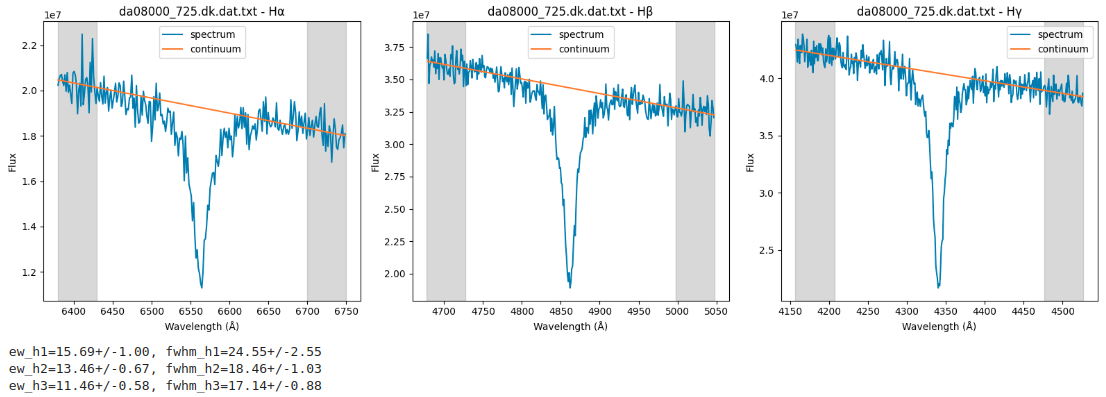 da08000_725.dk.dat.txt - Hα
1e7
spectrum
continuum
2.2
2.0
1.8
1.6
1.4
1.2
Flux
6400 6450 6500 6550 6600 6650 6700 6750
Wavelength (Å)
da08000_725.dk.dat.txt - Hβ
1e7
spectrum
continuum
3.75
3.50
3.25
3.00
2.75
2.50
2.25
2.00
Flux
4700 4750 4800 4850 4900 4950 5000 5050
Wavelength (Å)
da08000_725.dk.dat.txt - Hγ
1e7
spectrum
continuum
4.0
3.5
3.0
2.5
Flux
4150 4200 4250 4300 4350 4400 4450 4500
Wavelength (Å)
ew_h1=15.69+/-1.00, fwhm_h1=24.55+/-2.55
ew_h2=13.46+/-0.67, fwhm_h2=18.46+/-1.03
ew_h3=11.46+/-0.58, fwhm_h3=17.14+/-0.88